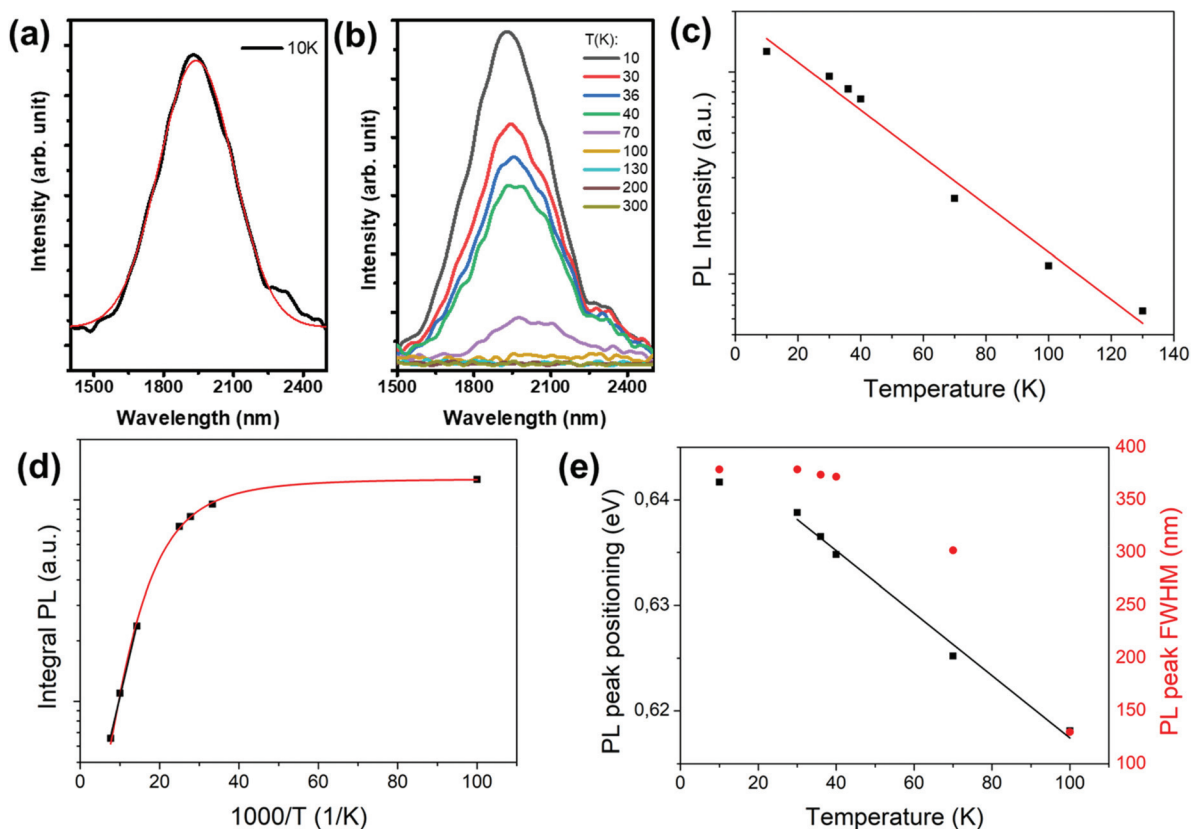 (a)
10K
Intensity (arb. unit)
1500 1800 2100 2400
Wavelength (nm)
(b)
T(K):
10
30
36
40
70
100
130
200
300
Intensity (arb. unit)
1500 1800 2100 2400
Wavelength (nm)
(c)
PL Intensity (a.u.)
0 20 40 60 80 100 120 140
Temperature (K)
(d)
Integral PL (a.u.)
0 20 40 60 80 100
1000/T (1/K)
(e)
PL peak positioning (eV)
0,64
0,63
0,62
0 20 40 60 80 100
Temperature (K)
400
350
300
250
200
150
100
PL peak FWHM (nm)